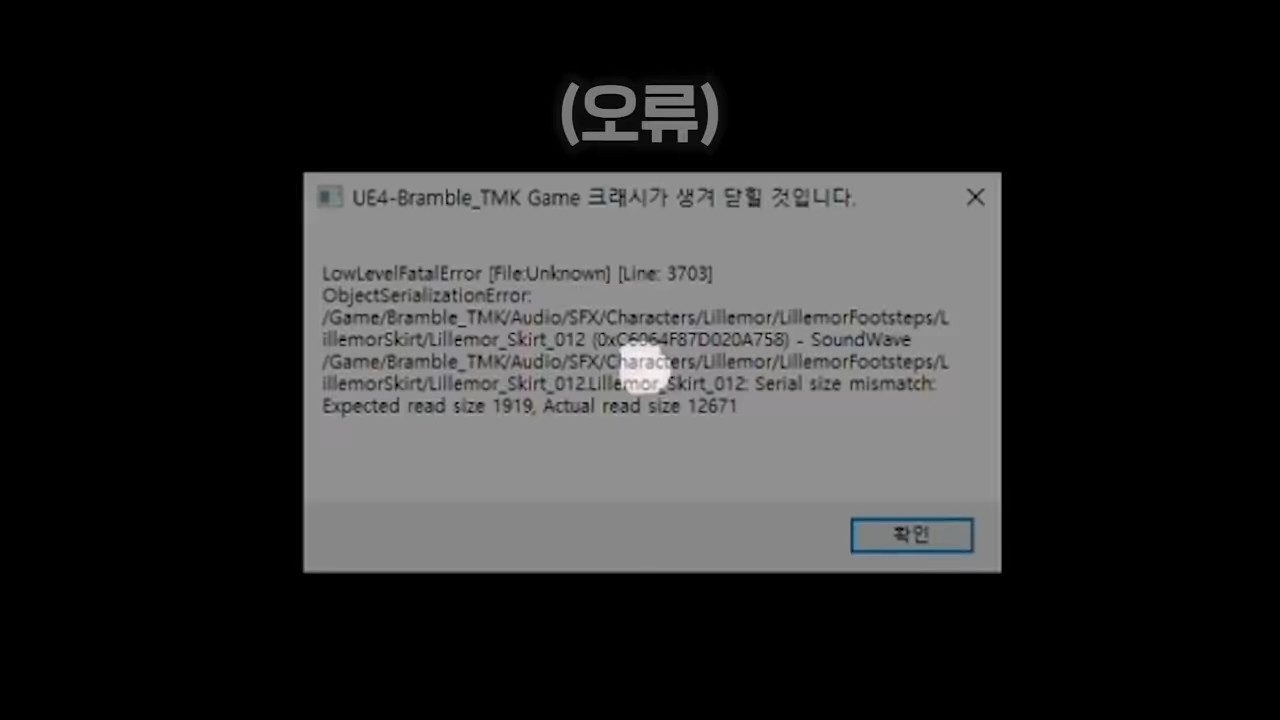 (오류)
UE4-Bramble_TMK Game 크래시가 생겨 닫힐 것입니다.
LowLevelFatalError [File:Unknown] [Line: 3703]
ObjectSerializationError:
/Game/Bramble_TMK/Audio/SFX/Characters/Lillemor/LillemorFootsteps/L
illemorSkirt/Lillemor_Skirt_012 (0xC6064F87D020A758) - SoundWave
/Game/Bramble_TMK/Audio/SFX/Characters/Lillemor/LillemorFootsteps/L
illemorSkirt/Lillemor_Skirt_012.Lillemor_Skirt_012: Serial size mismatch:
Expected read size 1919, Actual read size 12671
확인